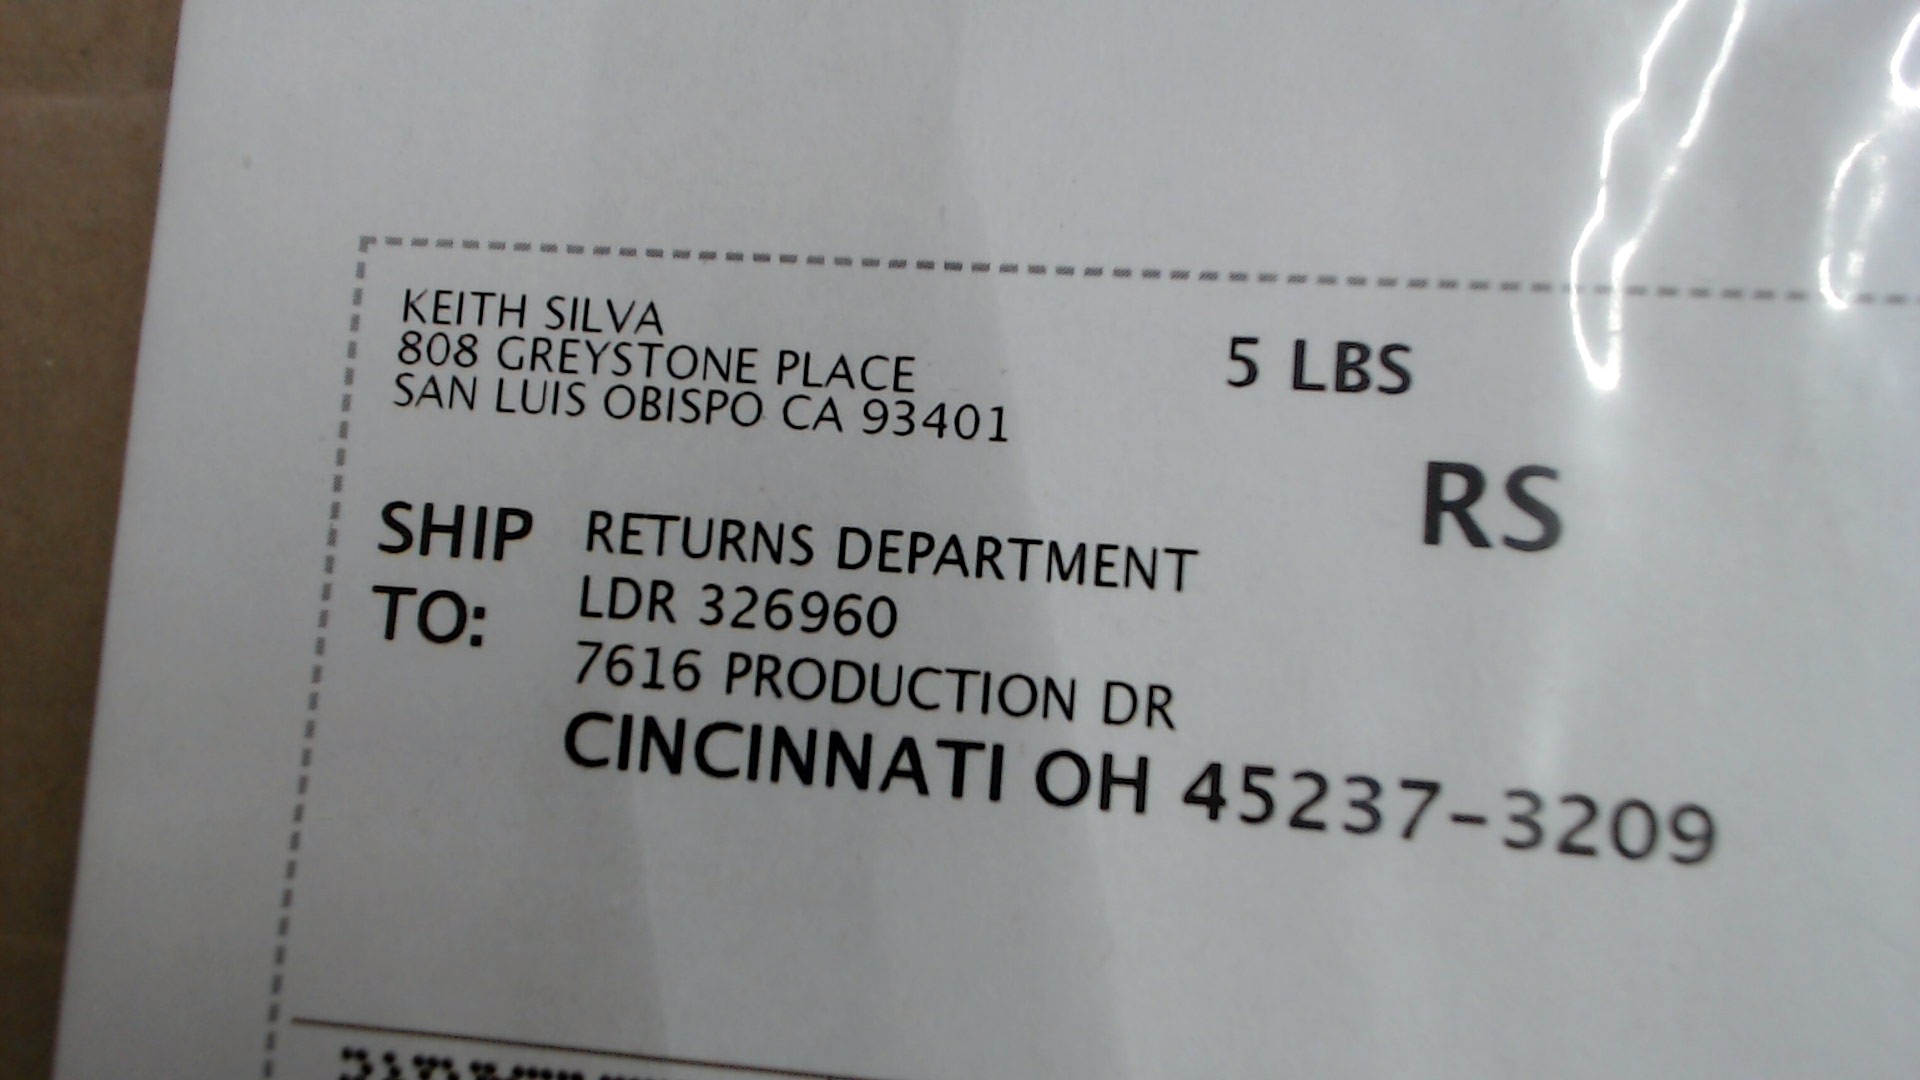 KEITH SILVA
808 GREYSTONE PLACE
SAN LUIS OBISPO CA 93401
5 LBS
RS
SHIP TO:
RETURNS DEPARTMENT
LDR 326960
7616 PRODUCTION DR
CINCINNATI OH 45237-3209